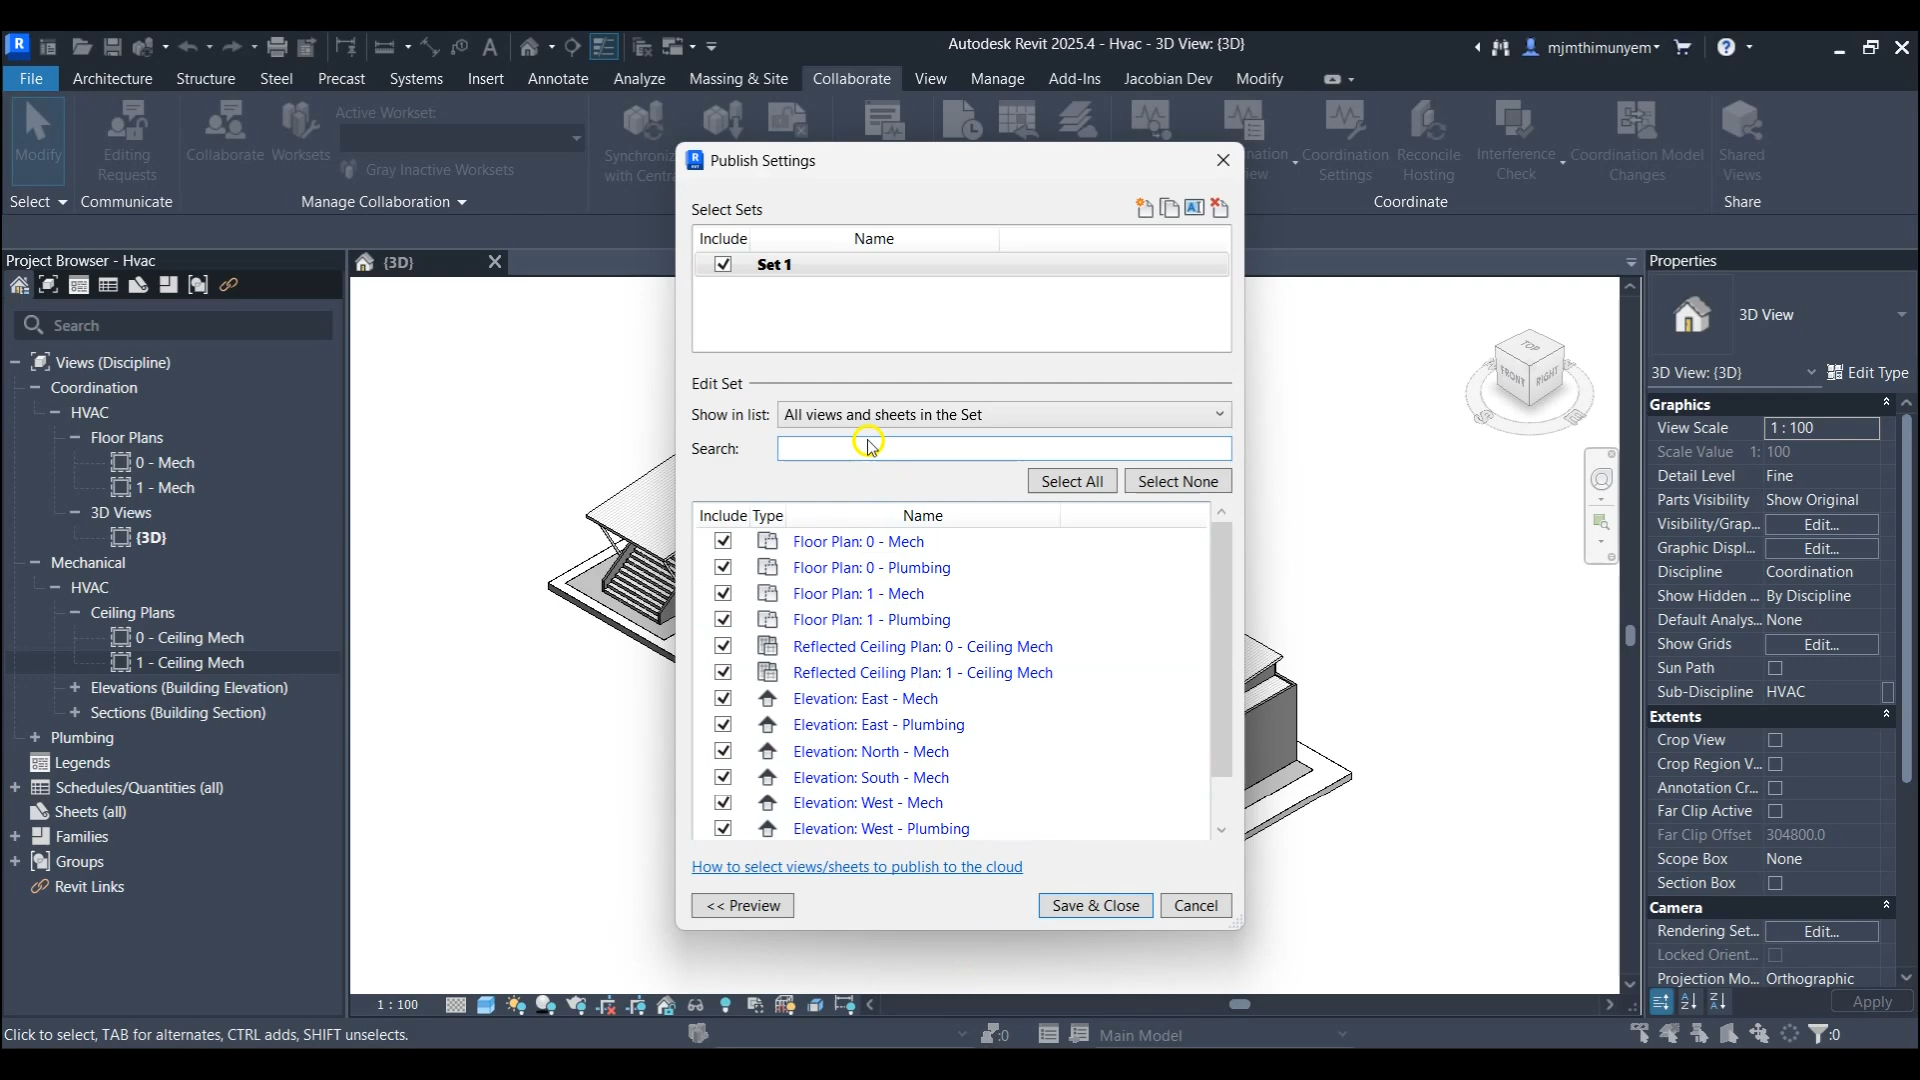 Autodesk Revit 2025.4 - Hvac - 3D View: {3D}
mjmthimunyem
File Architecture Structure Steel Precast Systems Insert Annotate Analyze Massing & Site Collaborate View Manage Add-Ins Jacobian Dev Modify
Modify
Editing
Requests
Collaborate Worksets
Active Workset:
Gray Inactive Worksets
Synchroniz
with Centra
Coordination
Settings
Reconcile
Hosting
Interference
Check
Coordination Model
Changes
Shared
Views
Select Communicate Manage Collaboration Coordinate Share
Project Browser - Hvac
Search
Views (Discipline)
Coordination
HVAC
Floor Plans
0 - Mech
1 - Mech
3D Views
{3D}
Mechanical
HVAC
Ceiling Plans
0 - Ceiling Mech
1 - Ceiling Mech
Elevations (Building Elevation)
Sections (Building Section)
Plumbing
Legends
Schedules/Quantities (all)
Sheets (all)
Families
Groups
Revit Links
{3D}
Publish Settings
Select Sets
Include Name
Set 1
Edit Set
Show in list: All views and sheets in the Set
Search:
Select All Select None
Include Type Name
Floor Plan: 0 - Mech
Floor Plan: 0 - Plumbing
Floor Plan: 1 - Mech
Floor Plan: 1 - Plumbing
Reflected Ceiling Plan: 0 - Ceiling Mech
Reflected Ceiling Plan: 1 - Ceiling Mech
Elevation: East - Mech
Elevation: East - Plumbing
Elevation: North - Mech
Elevation: South - Mech
Elevation: West - Mech
Elevation: West - Plumbing
How to select views/sheets to publish to the cloud
<< Preview Save & Close Cancel
TOP
FRONT RIGHT
Properties
3D View
3D View: {3D} Edit Type
Graphics
View Scale 1 : 100
Scale Value 1: 100
Detail Level Fine
Parts Visibility Show Original
Visibility/Grap... Edit...
Graphic Displ... Edit...
Discipline Coordination
Show Hidden ... By Discipline
Default Analys... None
Show Grids Edit...
Sun Path
Sub-Discipline HVAC
Extents
Crop View
Crop Region V...
Annotation Cr...
Far Clip Active
Far Clip Offset 304800.0
Scope Box None
Section Box
Camera
Rendering Set... Edit...
Locked Orient...
Projection Mo... Orthographic
Apply
1 : 100
Click to select, TAB for alternates, CTRL adds, SHIFT unselects.
:0
Main Model
:0